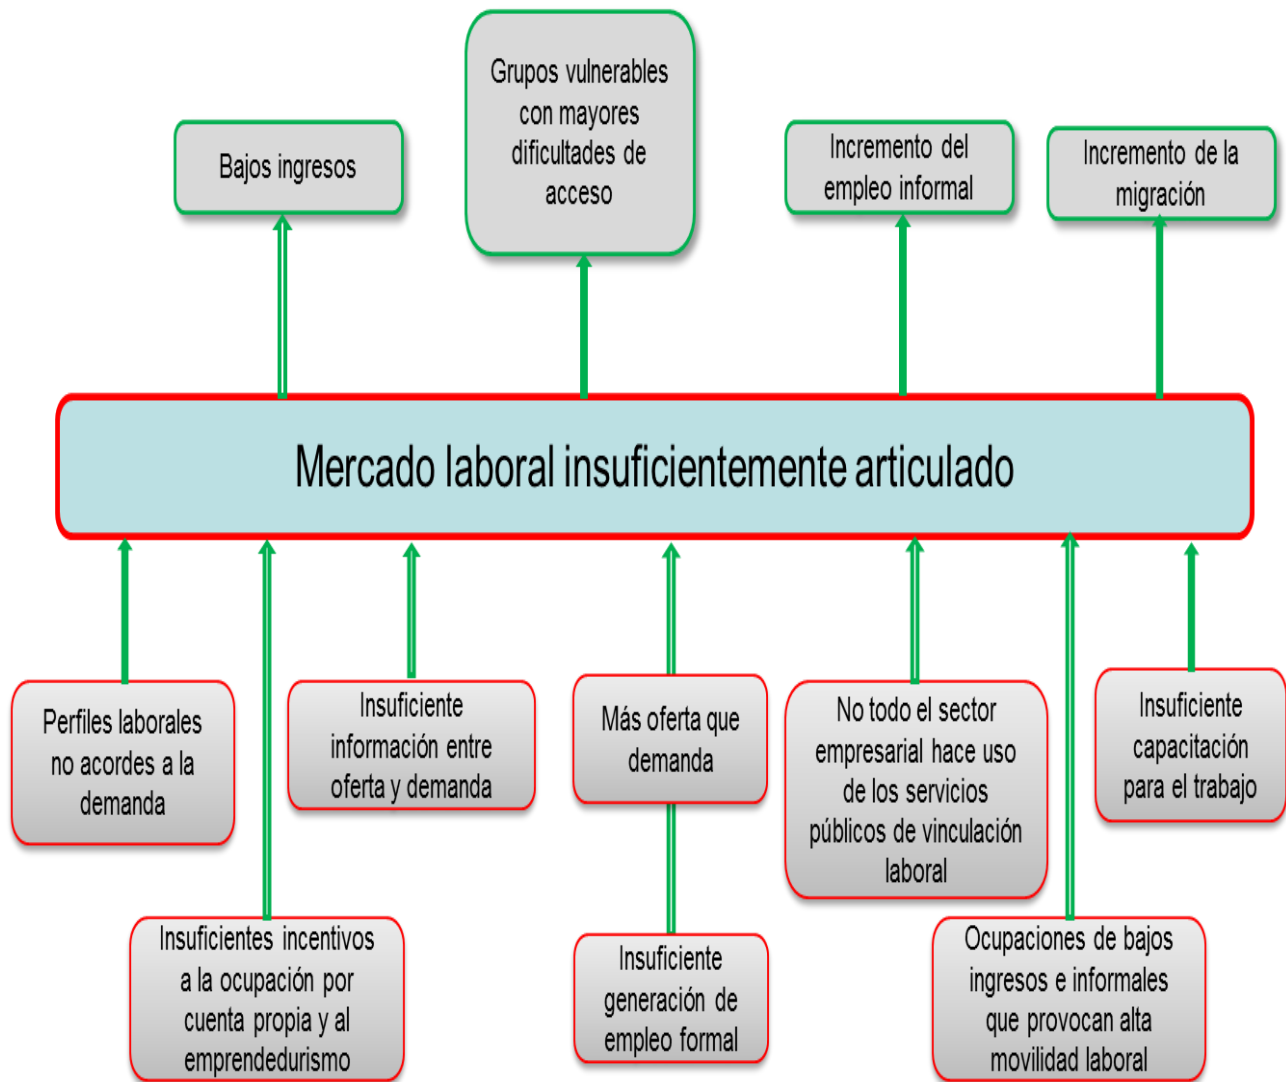 Grupos vulnerables
con mayores
dificultades de
acceso
Bajos ingresos
Incremento del
empleo informal
Incremento de la
migración
Mercado laboral insuficientemente articulado
Perfiles laborales
no acordes a la
demanda
Insuficiente
información entre
oferta y demanda
Más oferta que
demanda
No todo el sector
empresarial hace uso
de los servicios
públicos de vinculación
laboral
Insuficiente
capacitación
para el trabajo
Insuficientes incentivos
a la ocupación por
cuenta propia y al
emprendedurismo
Insuficiente
generación de
empleo formal
Ocupaciones de bajos
ingresos e informales
que provocan alta
movilidad laboral